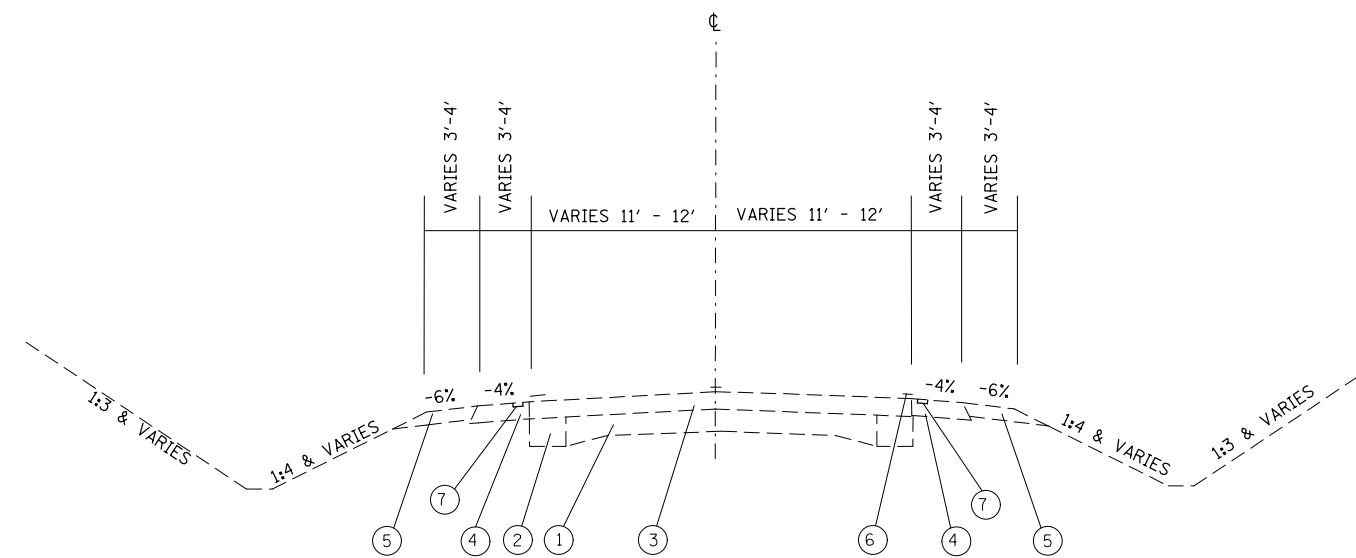 ℄
VARIES 3'-4'
VARIES 3'-4'
VARIES 11' - 12'
VARIES 11' - 12'
VARIES 3'-4'
VARIES 3'-4'
-6%
-4%
-4%
-6%
1:3 & VARIES
1:4 & VARIES
1:4 & VARIES
1:3 & VARIES
7
7
5
4
2
1
3
6
4
5